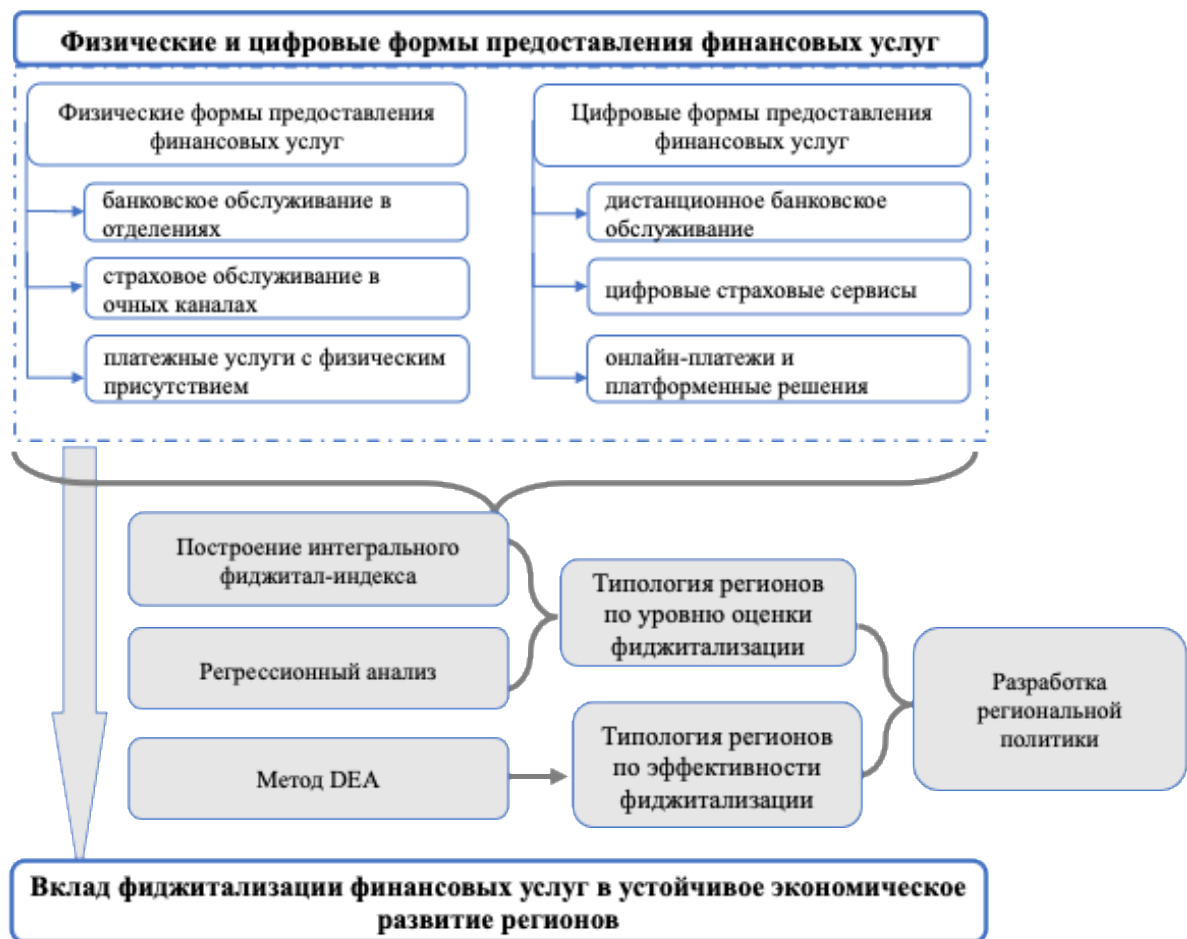 Физические и цифровые формы предоставления финансовых услуг
Физические формы предоставления
финансовых услуг
банковское обслуживание в
отделениях
страховое обслуживание в
очных каналах
платежные услуги с физическим
присутствием
Цифровые формы предоставления
финансовых услуг
дистанционное банковское
обслуживание
цифровые страховые сервисы
онлайн-платежи и
платформенные решения
Построение интегрального
фиджитал-индекса
Регрессионный анализ
Метод DEA
Типология регионов
по уровню оценки
фиджитализации
Типология регионов
по эффективности
фиджитализации
Разработка
региональной
политики
Вклад фиджитализации финансовых услуг в устойчивое экономическое
развитие регионов